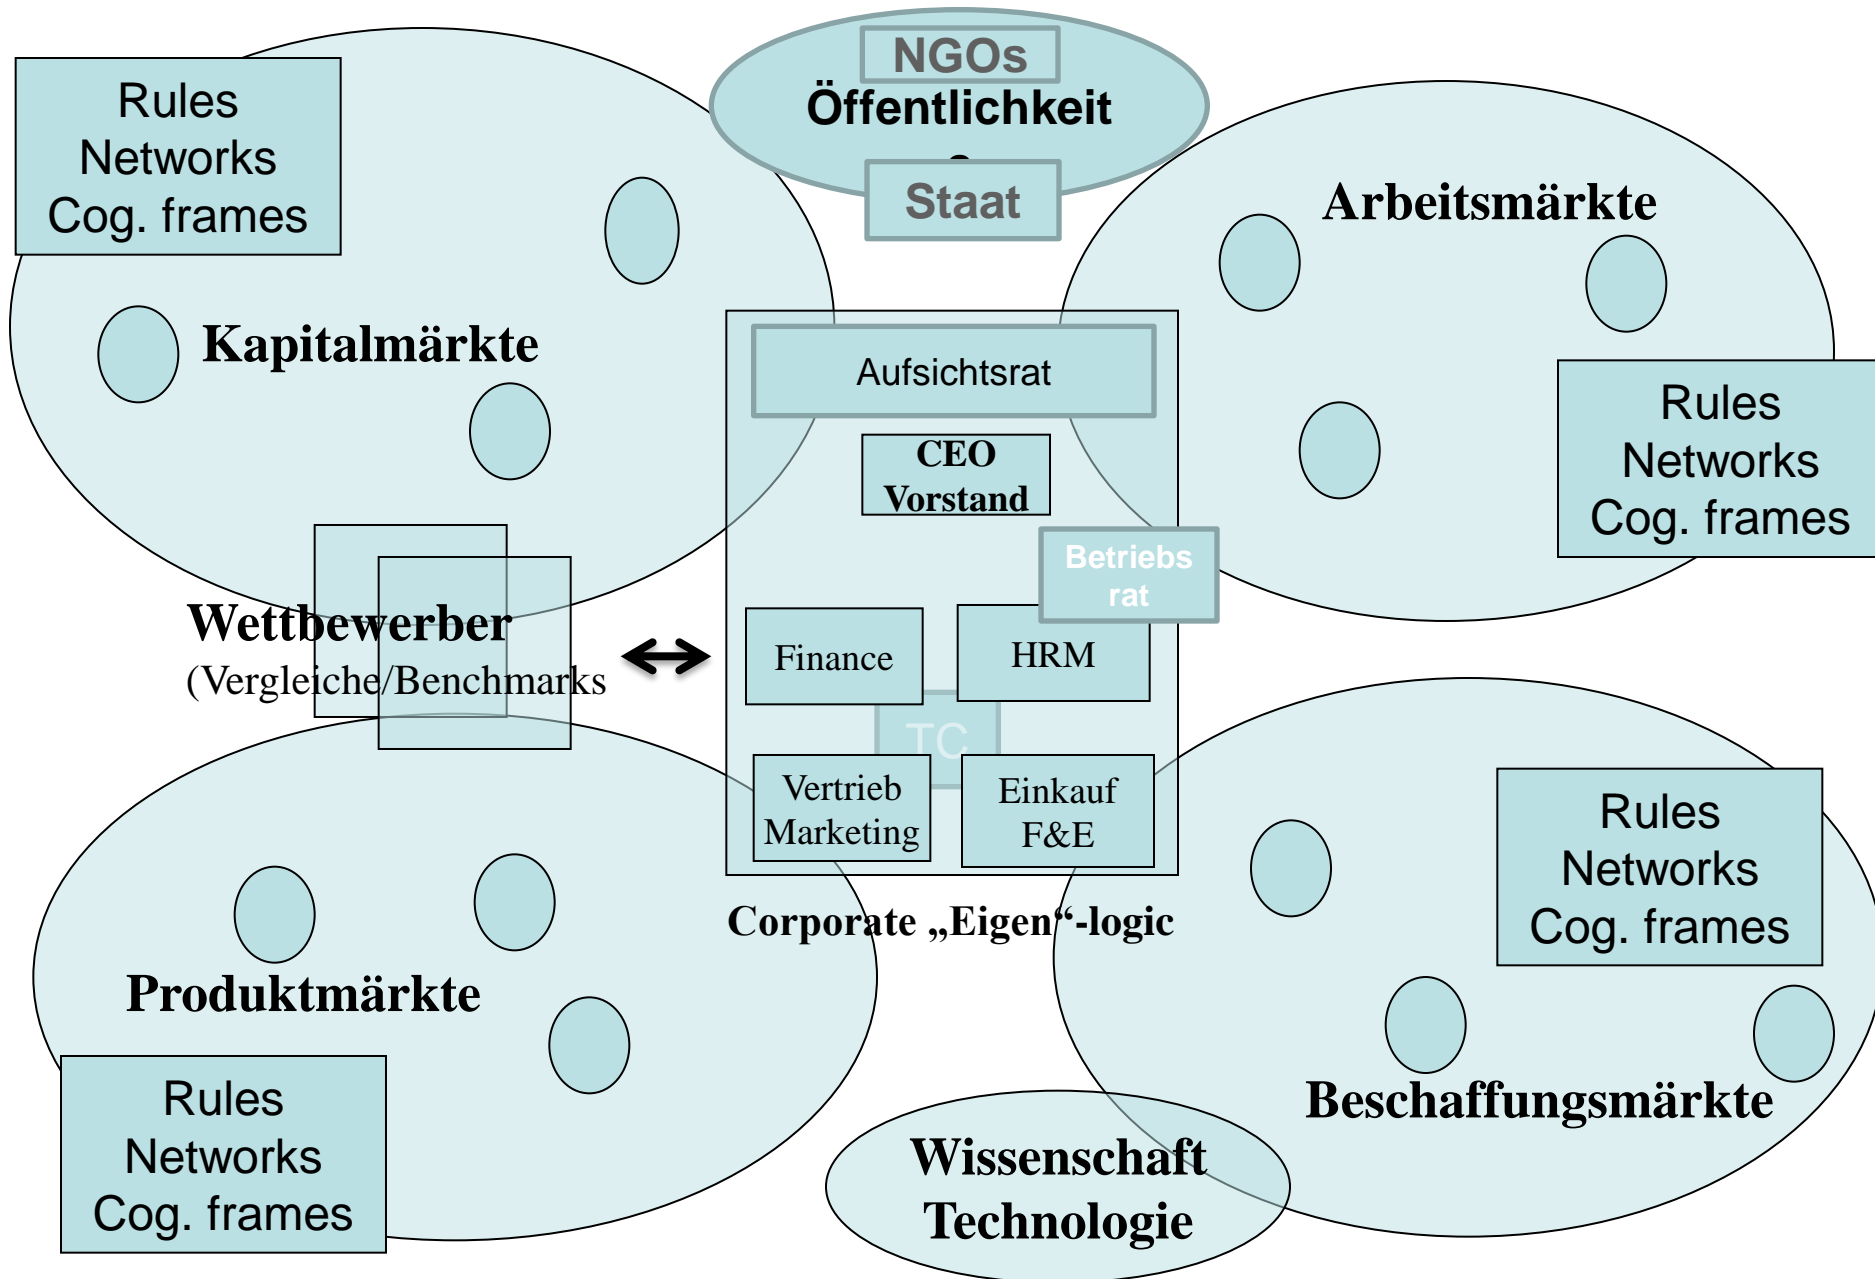 NGOs
Öffentlichkeit
Staat
Rules
Networks
Cog. frames
Kapitalmärkte
Arbeitsmärkte
Rules
Networks
Cog. frames
Aufsichtsrat
CEO
Vorstand
Betriebs
rat
Wettbewerber
(Vergleiche/Benchmarks
Finance
HRM
TC
Vertrieb
Marketing
Einkauf
F&E
Corporate „Eigen“-logic
Produktmärkte
Rules
Networks
Cog. frames
Rules
Networks
Cog. frames
Beschaffungsmärkte
Wissenschaft
Technologie